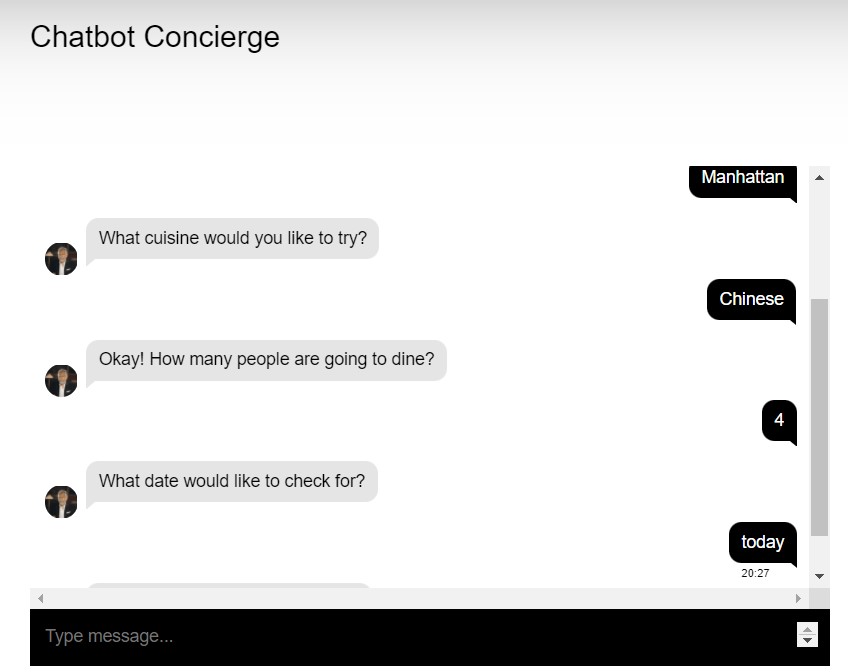 Chatbot Concierge
Manhattan
What cuisine would you like to try?
Chinese
Okay! How many people are going to dine?
4
What date would like to check for?
today
20:27
Type message...